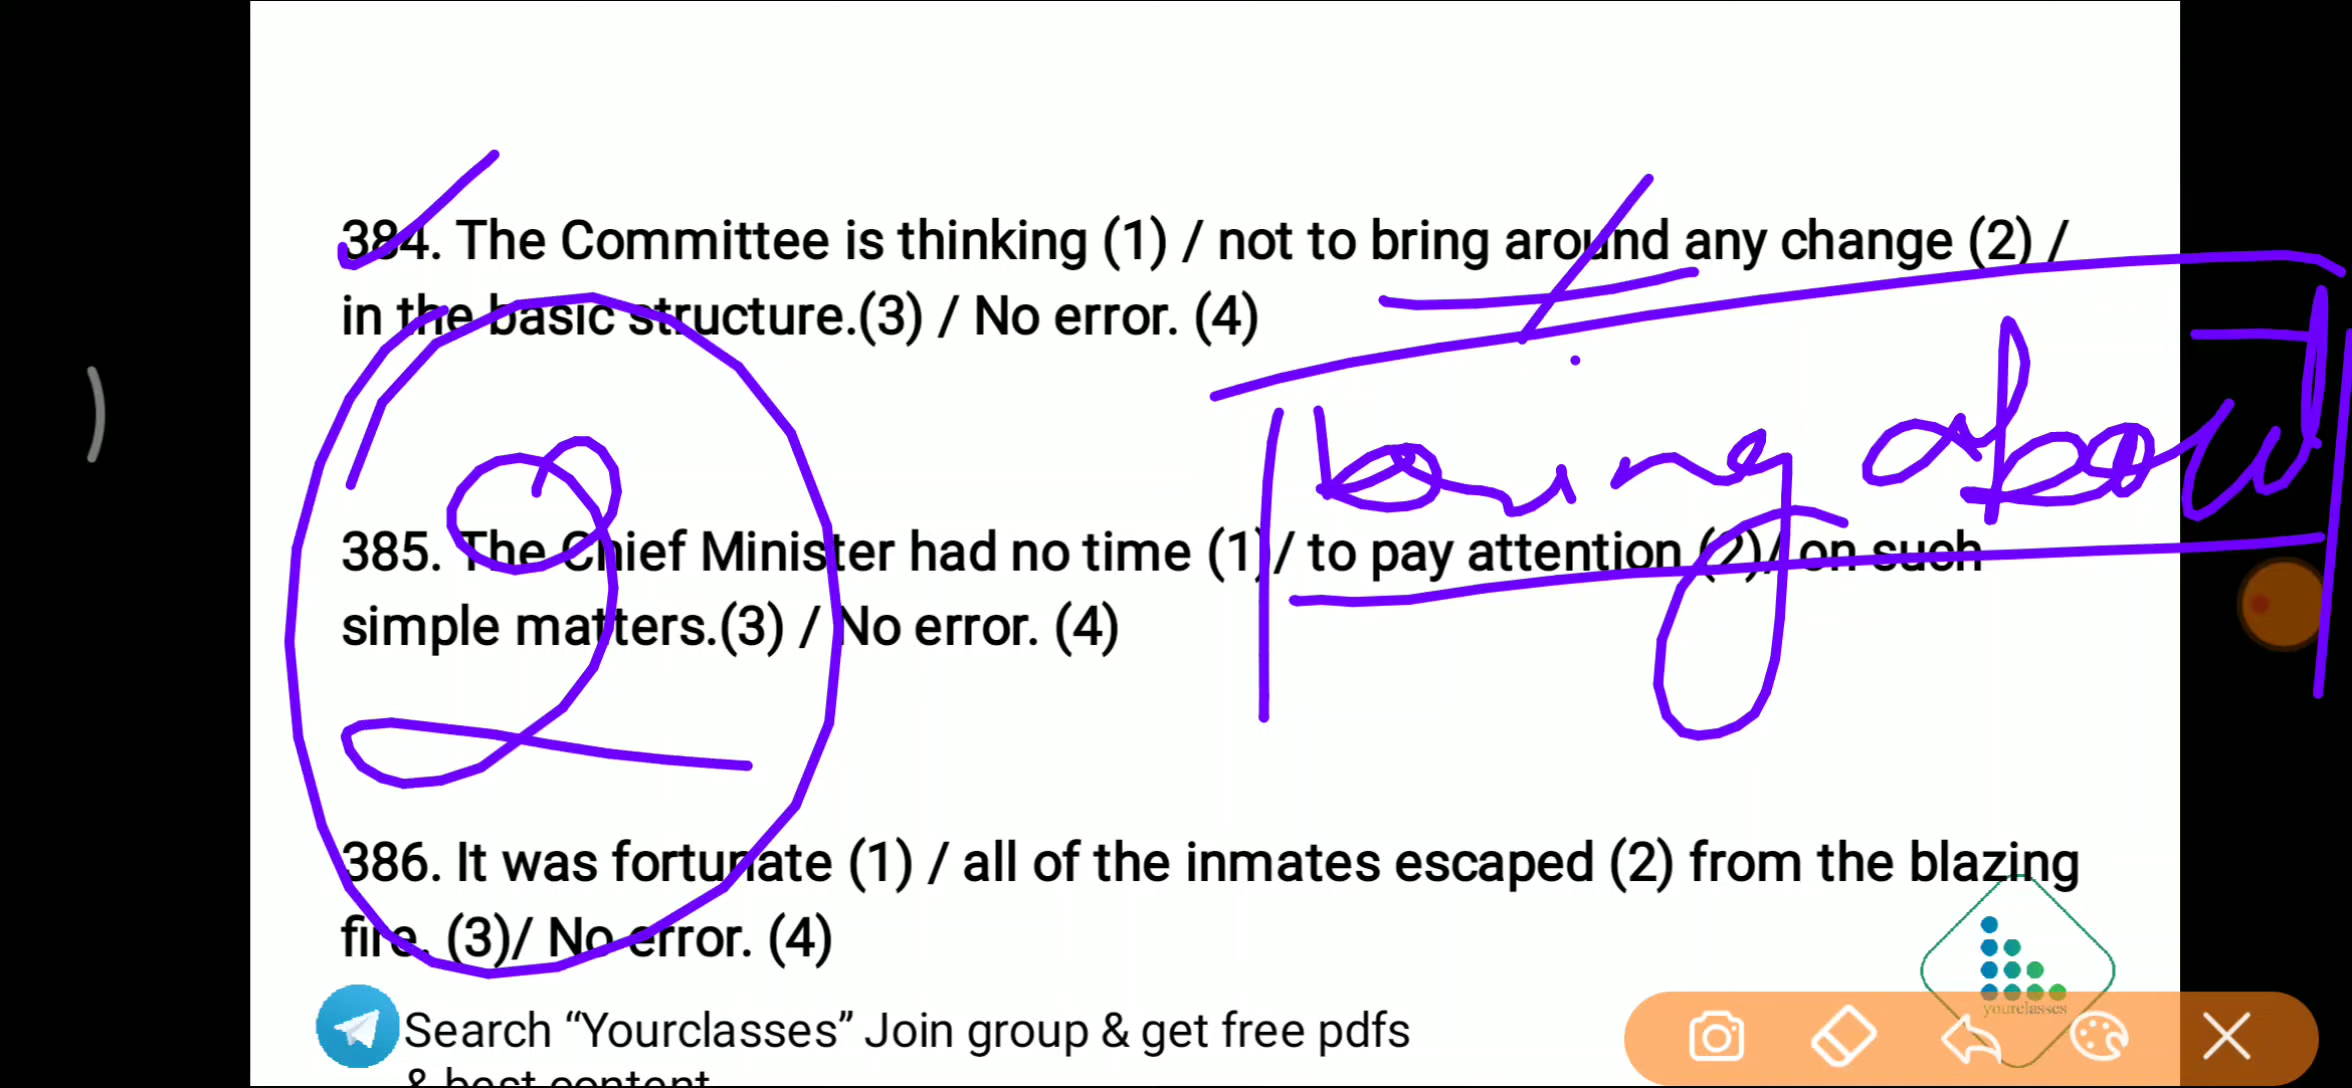 384. The Committee is thinking (1) / not to bring around any change (2) /
in the basic structure.(3) / No error. (4)
bring about
2
385. The Chief Minister had no time (1)/ to pay attention (2)/ on such
simple matters.(3) / No error. (4)
386. It was fortunate (1) / all of the inmates escaped (2) from the blazing
fire. (3)/ No error. (4)
yourclasses
Search “Yourclasses” Join group & get free pdfs
& best content